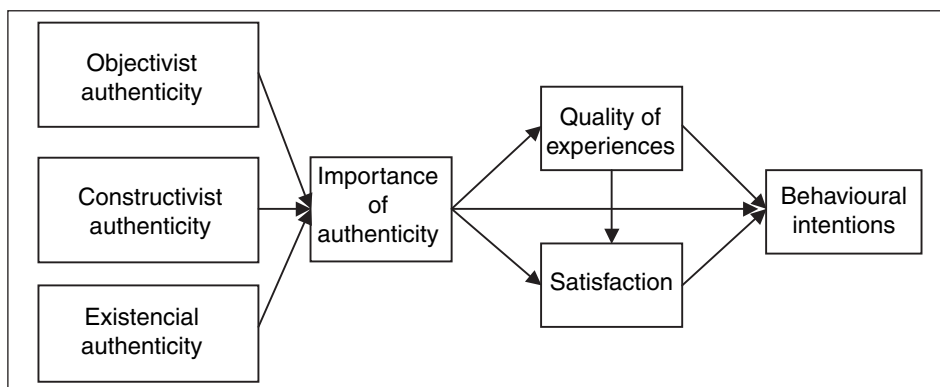 Objectivist
authenticity
Constructivist
authenticity
Existencial
authenticity
Importance
of
authenticity
Quality of
experiences
Satisfaction
Behavioural
intentions